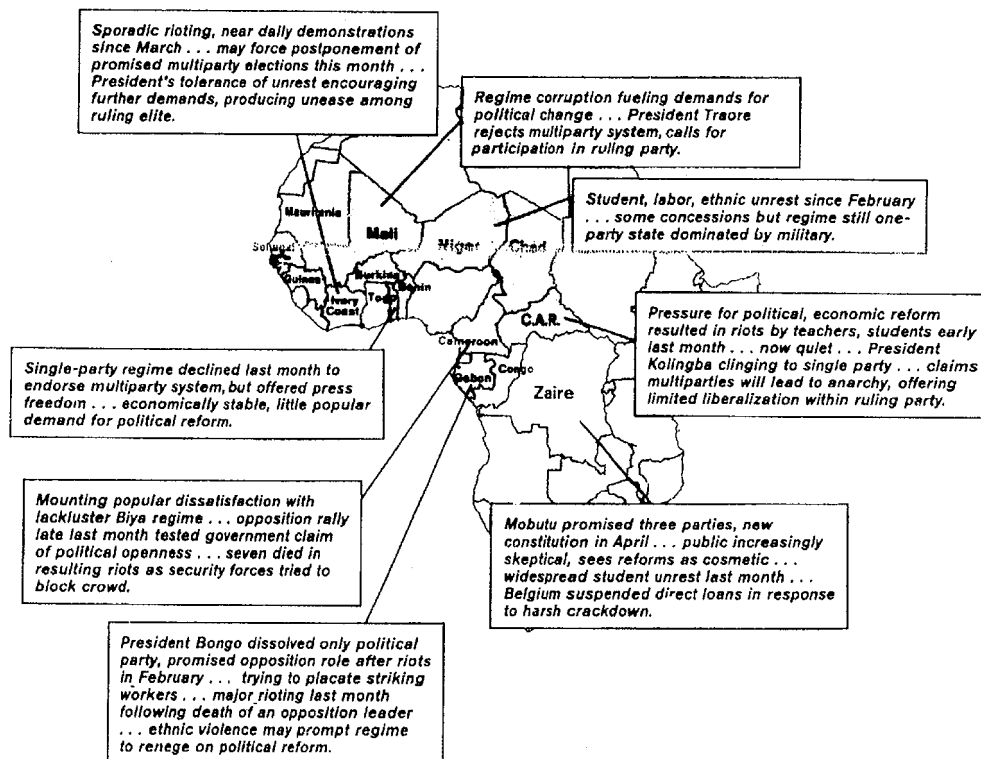 Sporadic rioting, near daily demonstrations
since March . . . may force postponement of
promised multiparty elections this month . . .
President's tolerance of unrest encouraging
further demands, producing unease among
ruling elite.
Regime corruption fueling demands for
political change . . . President Traore
rejects multiparty system, calls for
participation in ruling party.
Student, labor, ethnic unrest since February
. . . some concessions but regime still one-
party state dominated by military.
Mauritania
Mali
Niger
Chad
Senegal
Guinea
Burkina
Benin
Ivory
Coast
Togo
C.A.R.
Cameroon
Gabon
Congo
Zaire
Pressure for political, economic reform
resulted in riots by teachers, students early
last month . . . now quiet . . . President
Kolingba clinging to single party . . . claims
multiparties will lead to anarchy, offering
limited liberalization within ruling party.
Single-party regime declined last month to
endorse multiparty system, but offered press
freedom . . . economically stable, little popular
demand for political reform.
Mounting popular dissatisfaction with
lackluster Biya regime . . . opposition rally
late last month tested government claim
of political openness . . . seven died in
resulting riots as security forces tried to
block crowd.
Mobutu promised three parties, new
constitution in April . . . public increasingly
skeptical, sees reforms as cosmetic . . .
widespread student unrest last month . . .
Belgium suspended direct loans in response
to harsh crackdown.
President Bongo dissolved only political
party, promised opposition role after riots
in February . . . trying to placate striking
workers . . . major rioting last month
following death of an opposition leader
. . . ethnic violence may prompt regime
to renege on political reform.